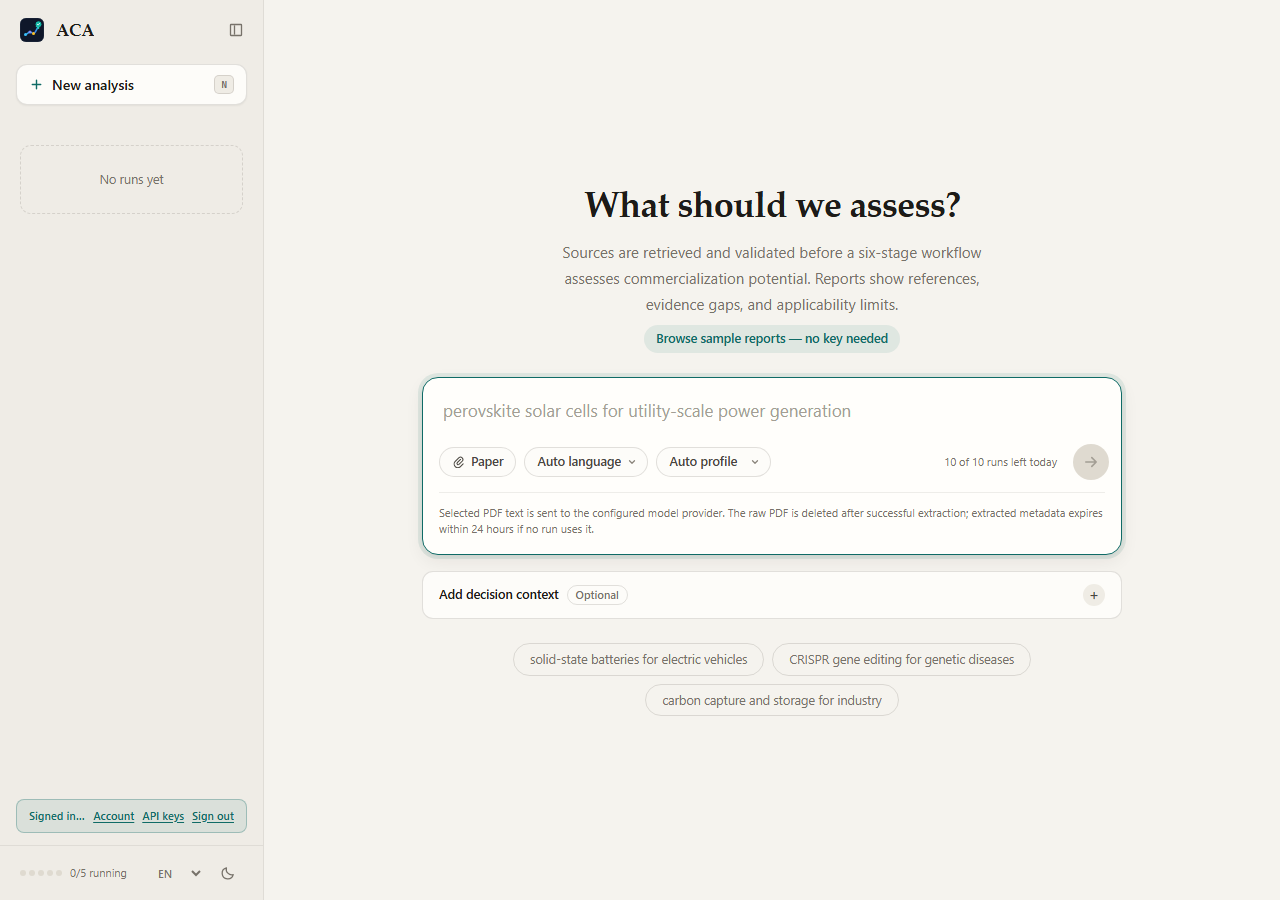 ACA
New analysis
N
No runs yet
What should we assess?
Sources are retrieved and validated before a six-stage workflow
assesses commercialization potential. Reports show references,
evidence gaps, and applicability limits.
Browse sample reports — no key needed
perovskite solar cells for utility-scale power generation
Paper
Auto language
Auto profile
10 of 10 runs left today
Selected PDF text is sent to the configured model provider. The raw PDF is deleted after successful extraction; extracted metadata expires
within 24 hours if no run uses it.
Add decision context
Optional
solid-state batteries for electric vehicles
CRISPR gene editing for genetic diseases
carbon capture and storage for industry
Signed in... Account API keys Sign out
0/5 running
EN